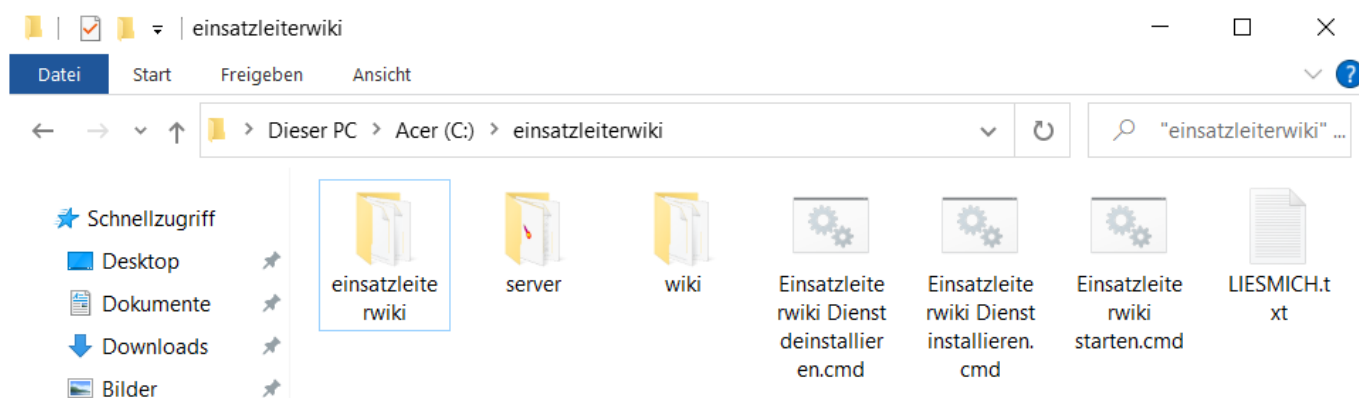 einsatzleiterwiki
Datei Start Freigeben Ansicht
Dieser PC Acer (C:) einsatzleiterwiki "einsatzleiterwiki" ...
Schnellzugriff
Desktop
Dokumente
Downloads
Bilder
einsatzleite
rwiki
server
wiki
Einsatzleite
rwiki Dienst
deinstallier
en.cmd
Einsatzleite
rwiki Dienst
installieren.
cmd
Einsatzleite
rwiki
starten.cmd
LIESMICH.t
xt